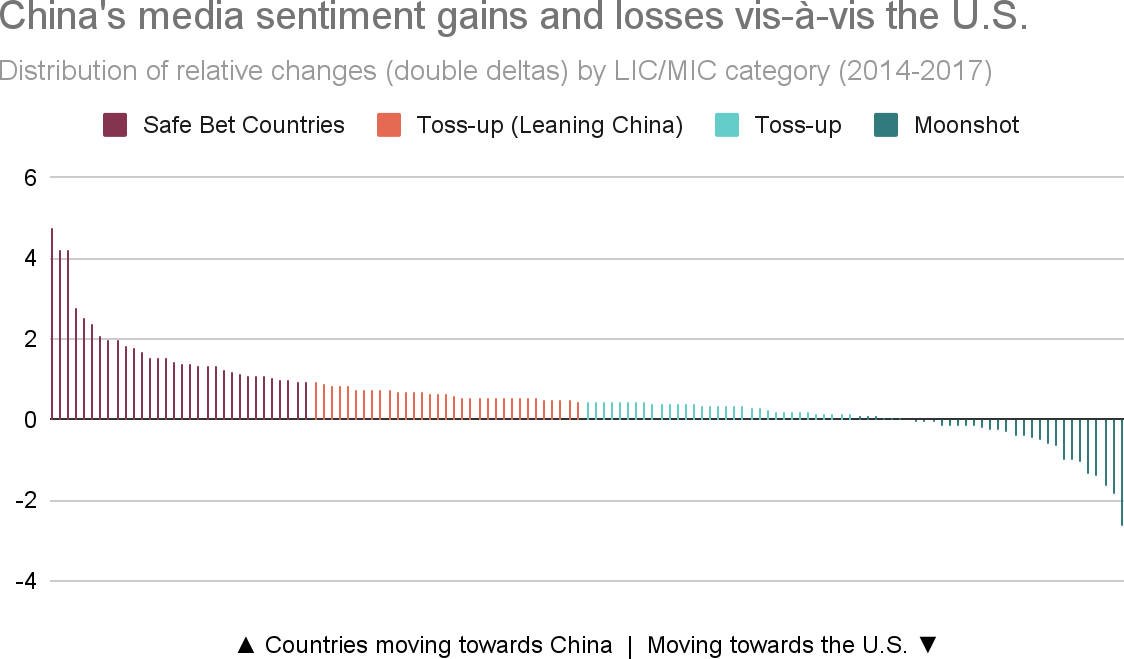 China's media sentiment gains and losses vis-à-vis the U.S.
Distribution of relative changes (double deltas) by LIC/MIC category (2014-2017)
Safe Bet Countries Toss-up (Leaning China) Toss-up Moonshot
6
4
2
0
-2
-4
▲ Countries moving towards China | Moving towards the U.S. ▼